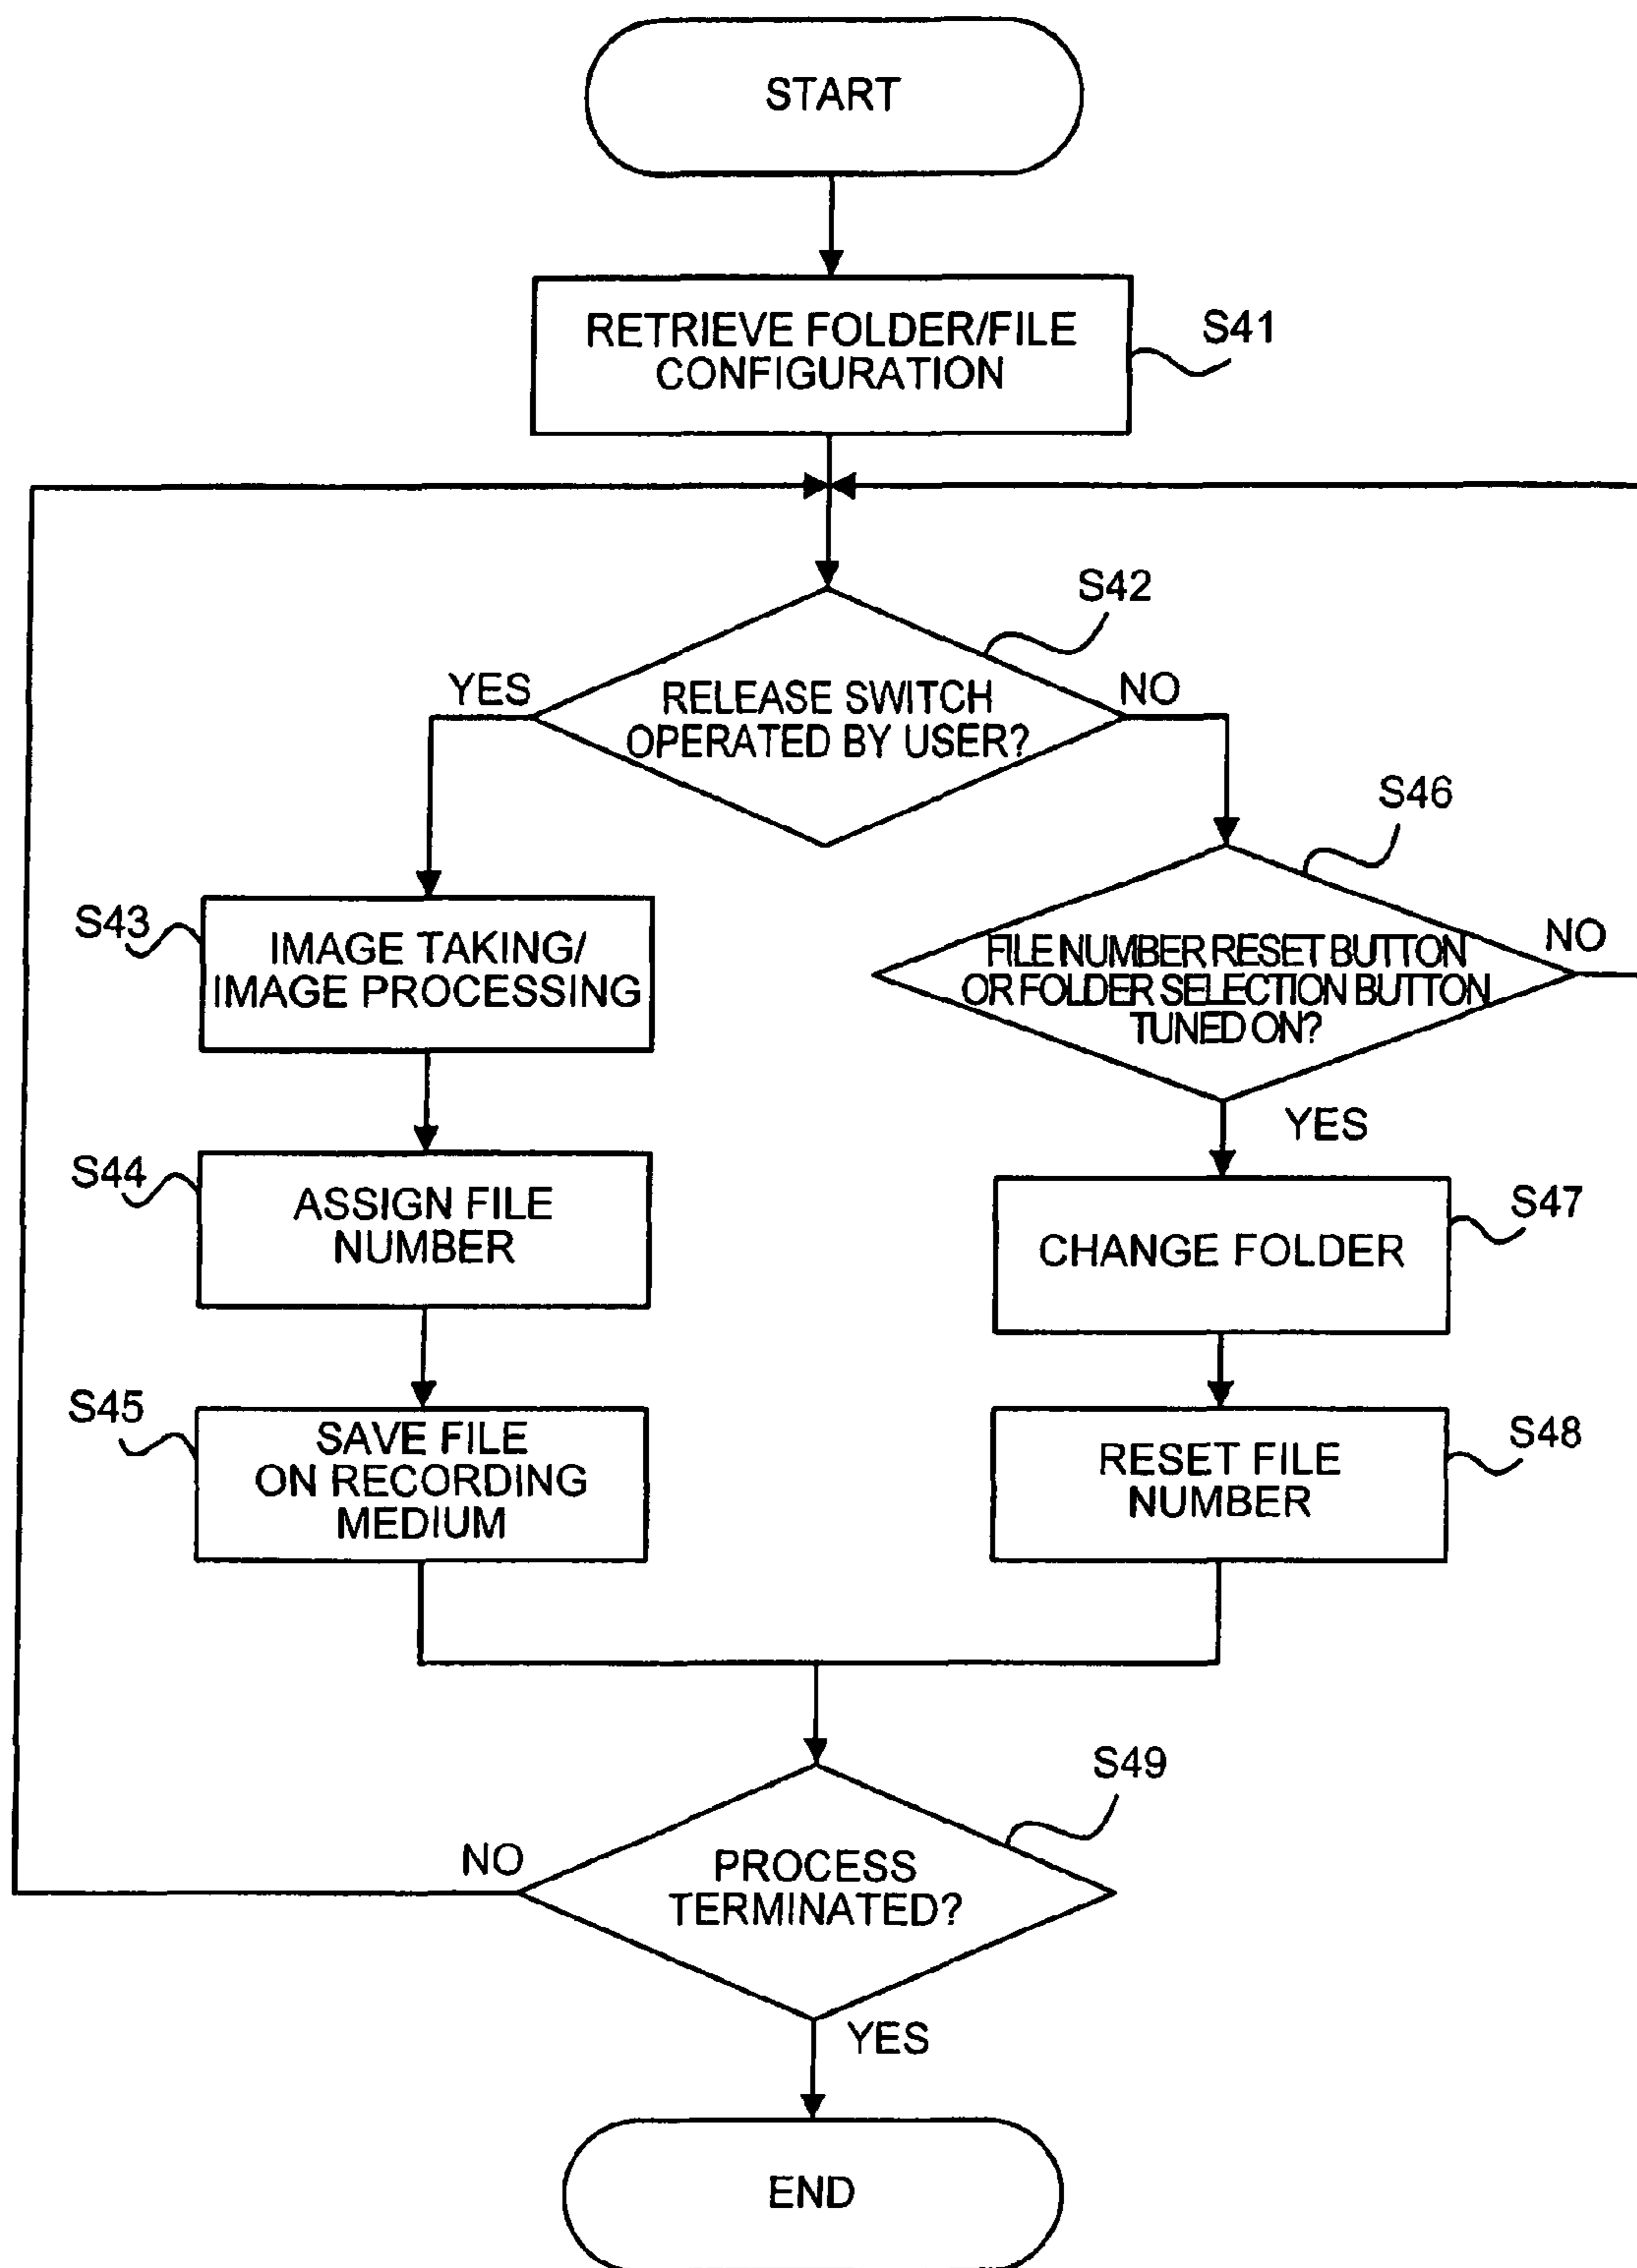 START
RETRIEVE FOLDER/FILE
CONFIGURATION
S41
S42
YES
RELEASE SWITCH
OPERATED BY USER?
NO
S46
S43
IMAGE TAKING/
IMAGE PROCESSING
FILE NUMBER RESET BUTTON
OR FOLDER SELECTION BUTTON
TUNED ON?
NO
YES
S44
ASSIGN FILE
NUMBER
S47
CHANGE FOLDER
S45
SAVE FILE
ON RECORDING
MEDIUM
S48
RESET FILE
NUMBER
S49
NO
PROCESS
TERMINATED?
YES
END